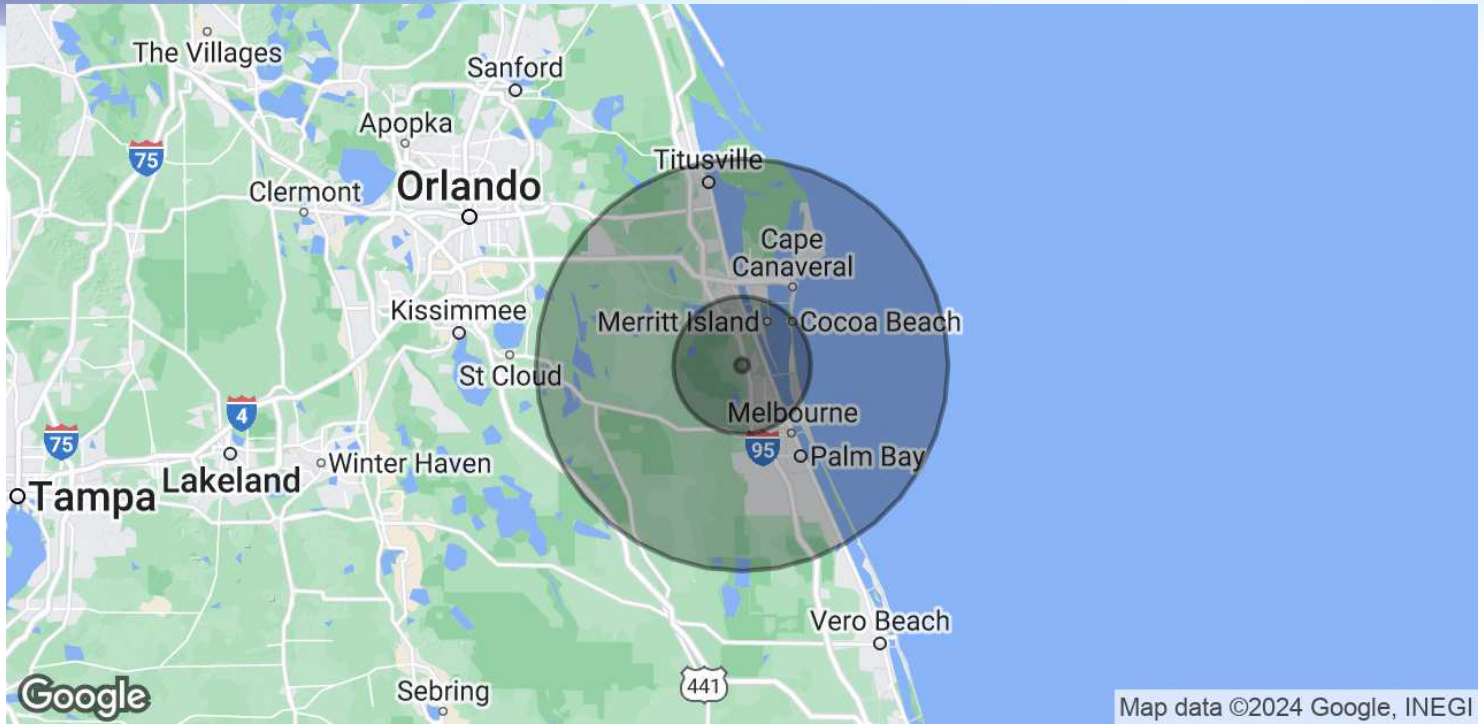 The Villages
Sanford
Apopka
75
Titusville
Clermont
Orlando
Cape
Canaveral
Kissimmee
Merritt Island
Cocoa Beach
St Cloud
4
Melbourne
75
95
Palm Bay
Winter Haven
Lakeland
Tampa
Vero Beach
441
Sebring
Google
Map data ©2024 Google, INEGI